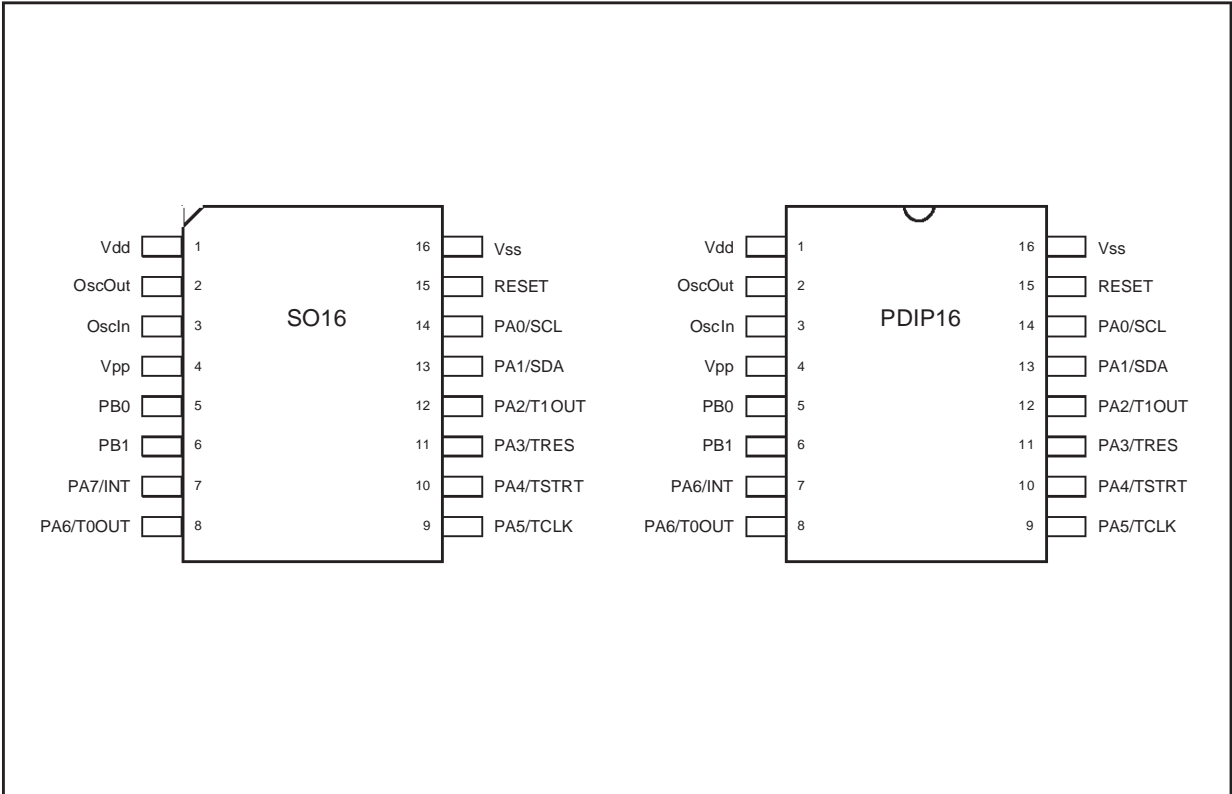 SO16
Vdd 1
OscOut 2
OscIn 3
Vpp 4
PB0 5
PB1 6
PA7/INT 7
PA6/T0OUT 8
16 Vss
15 RESET
14 PA0/SCL
13 PA1/SDA
12 PA2/T1OUT
11 PA3/TRES
10 PA4/TSTRT
9 PA5/TCLK
PDIP16
Vdd 1
OscOut 2
OscIn 3
Vpp 4
PB0 5
PB1 6
PA6/INT 7
PA6/T0OUT 8
16 Vss
15 RESET
14 PA0/SCL
13 PA1/SDA
12 PA2/T1OUT
11 PA3/TRES
10 PA4/TSTRT
9 PA5/TCLK